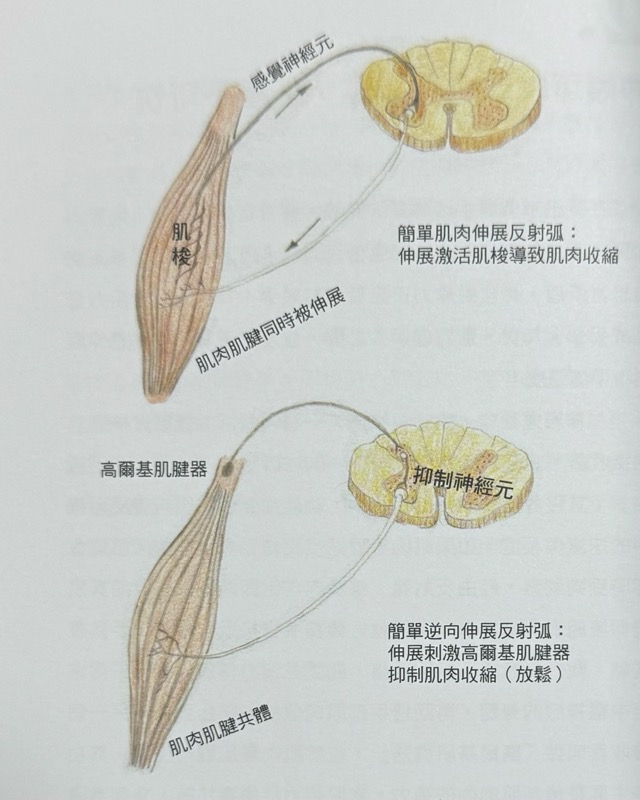 感覺神經元
肌
梭
簡單肌肉伸展反射弧：
伸展激活肌梭導致肌肉收縮
肌肉肌腱同時被伸展
高爾基肌腱器
抑制神經元
簡單逆向伸展反射弧：
伸展刺激高爾基肌腱器
抑制肌肉收縮（放鬆）
肌肉肌腱共體